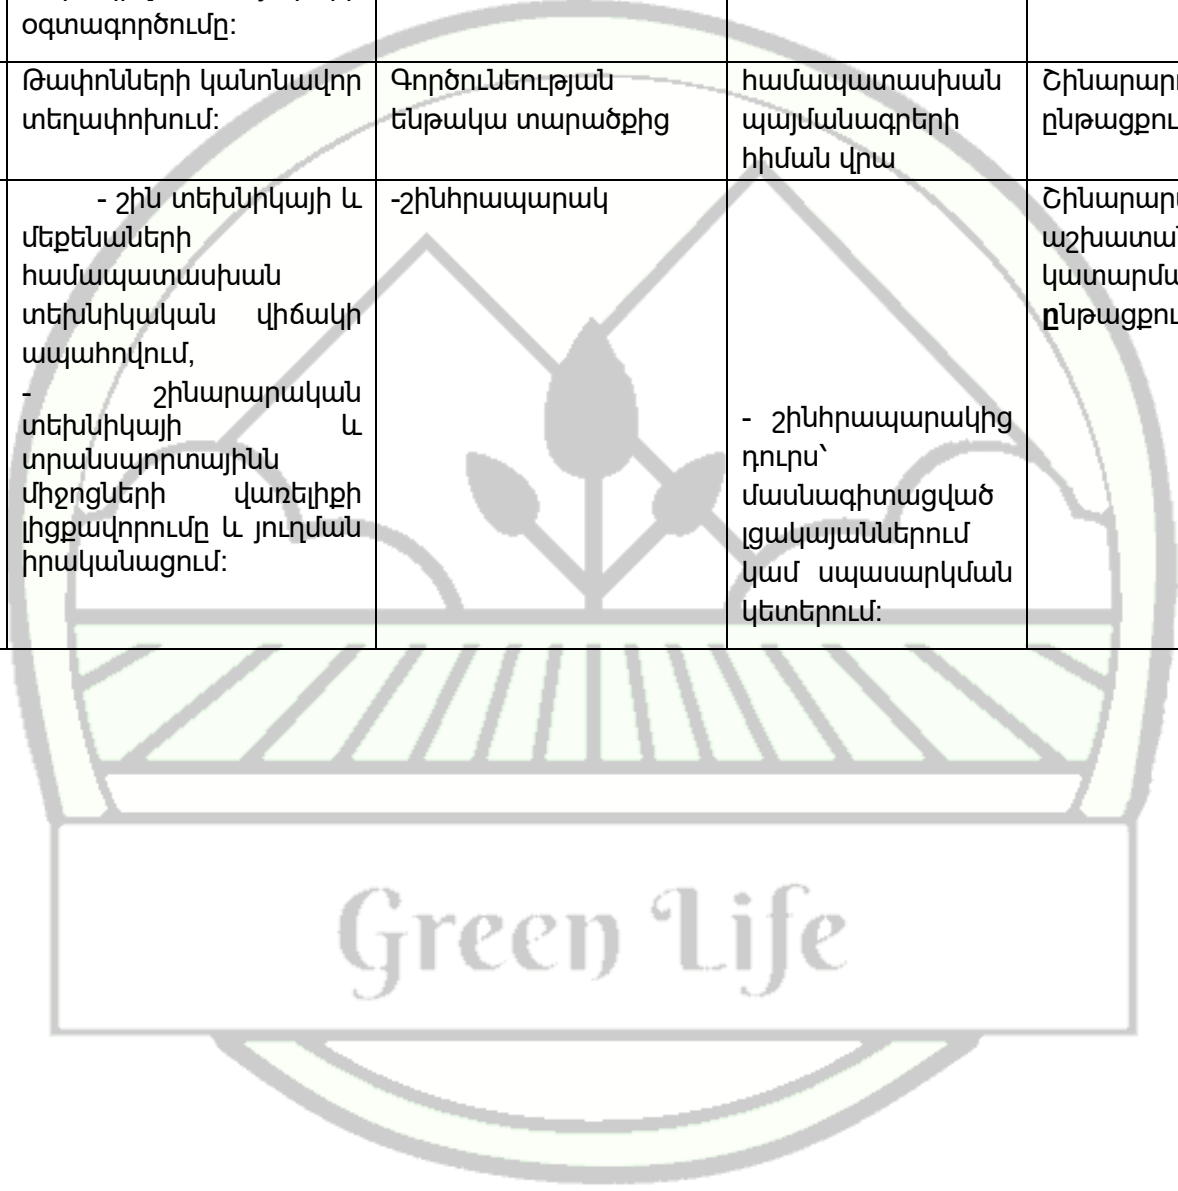 օգտագործումը:
Թափոնների կանոնավոր
տեղափոխում:
Գործունեության
ենթակա տարածքից
համապատասխան
պայմանագրերի
հիման վրա
- շին տեխնիկայի և
մեքենաների
համապատասխան
տեխնիկական վիճակի
ապահովում,
- շինարարական
տեխնիկայի և
տրանսպորտայինն
միջոցների վառելիքի
լիցքավորումը և յուղման
իրականացում:
-շինհրապարակ
- շինհրապարակից
դուրս՝
մասնագիտացված
լցակայաններում
կամ սպասարկման
կետերում:
Green Life